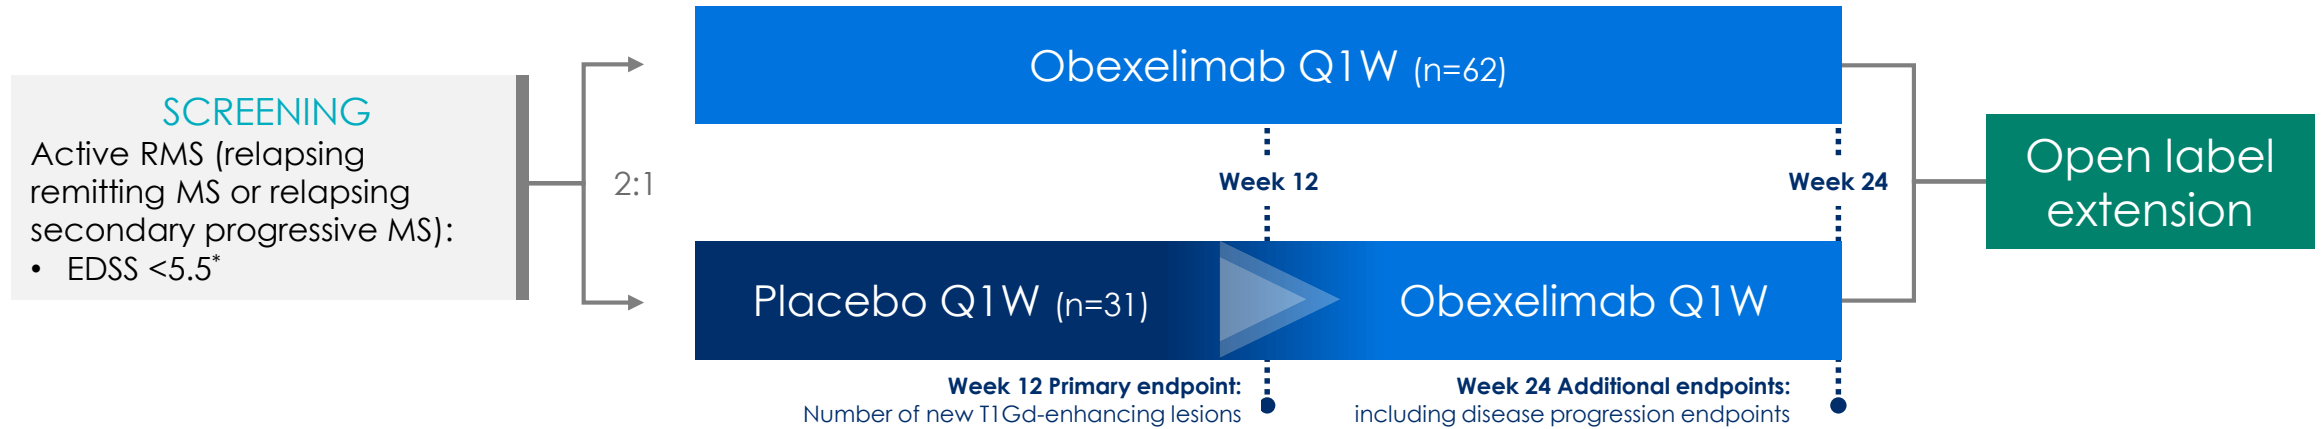 SCREENING
Active RMS (relapsing
remitting MS or relapsing
secondary progressive MS):
• EDSS <5.5*
2:1
Obexelimab Q1W (n=62)
Week 12
Week 24
Placebo Q1W (n=31)
Obexelimab Q1W
Week 12 Primary endpoint:
Number of new T1Gd-enhancing lesions
Week 24 Additional endpoints:
including disease progression endpoints
Open label
extension